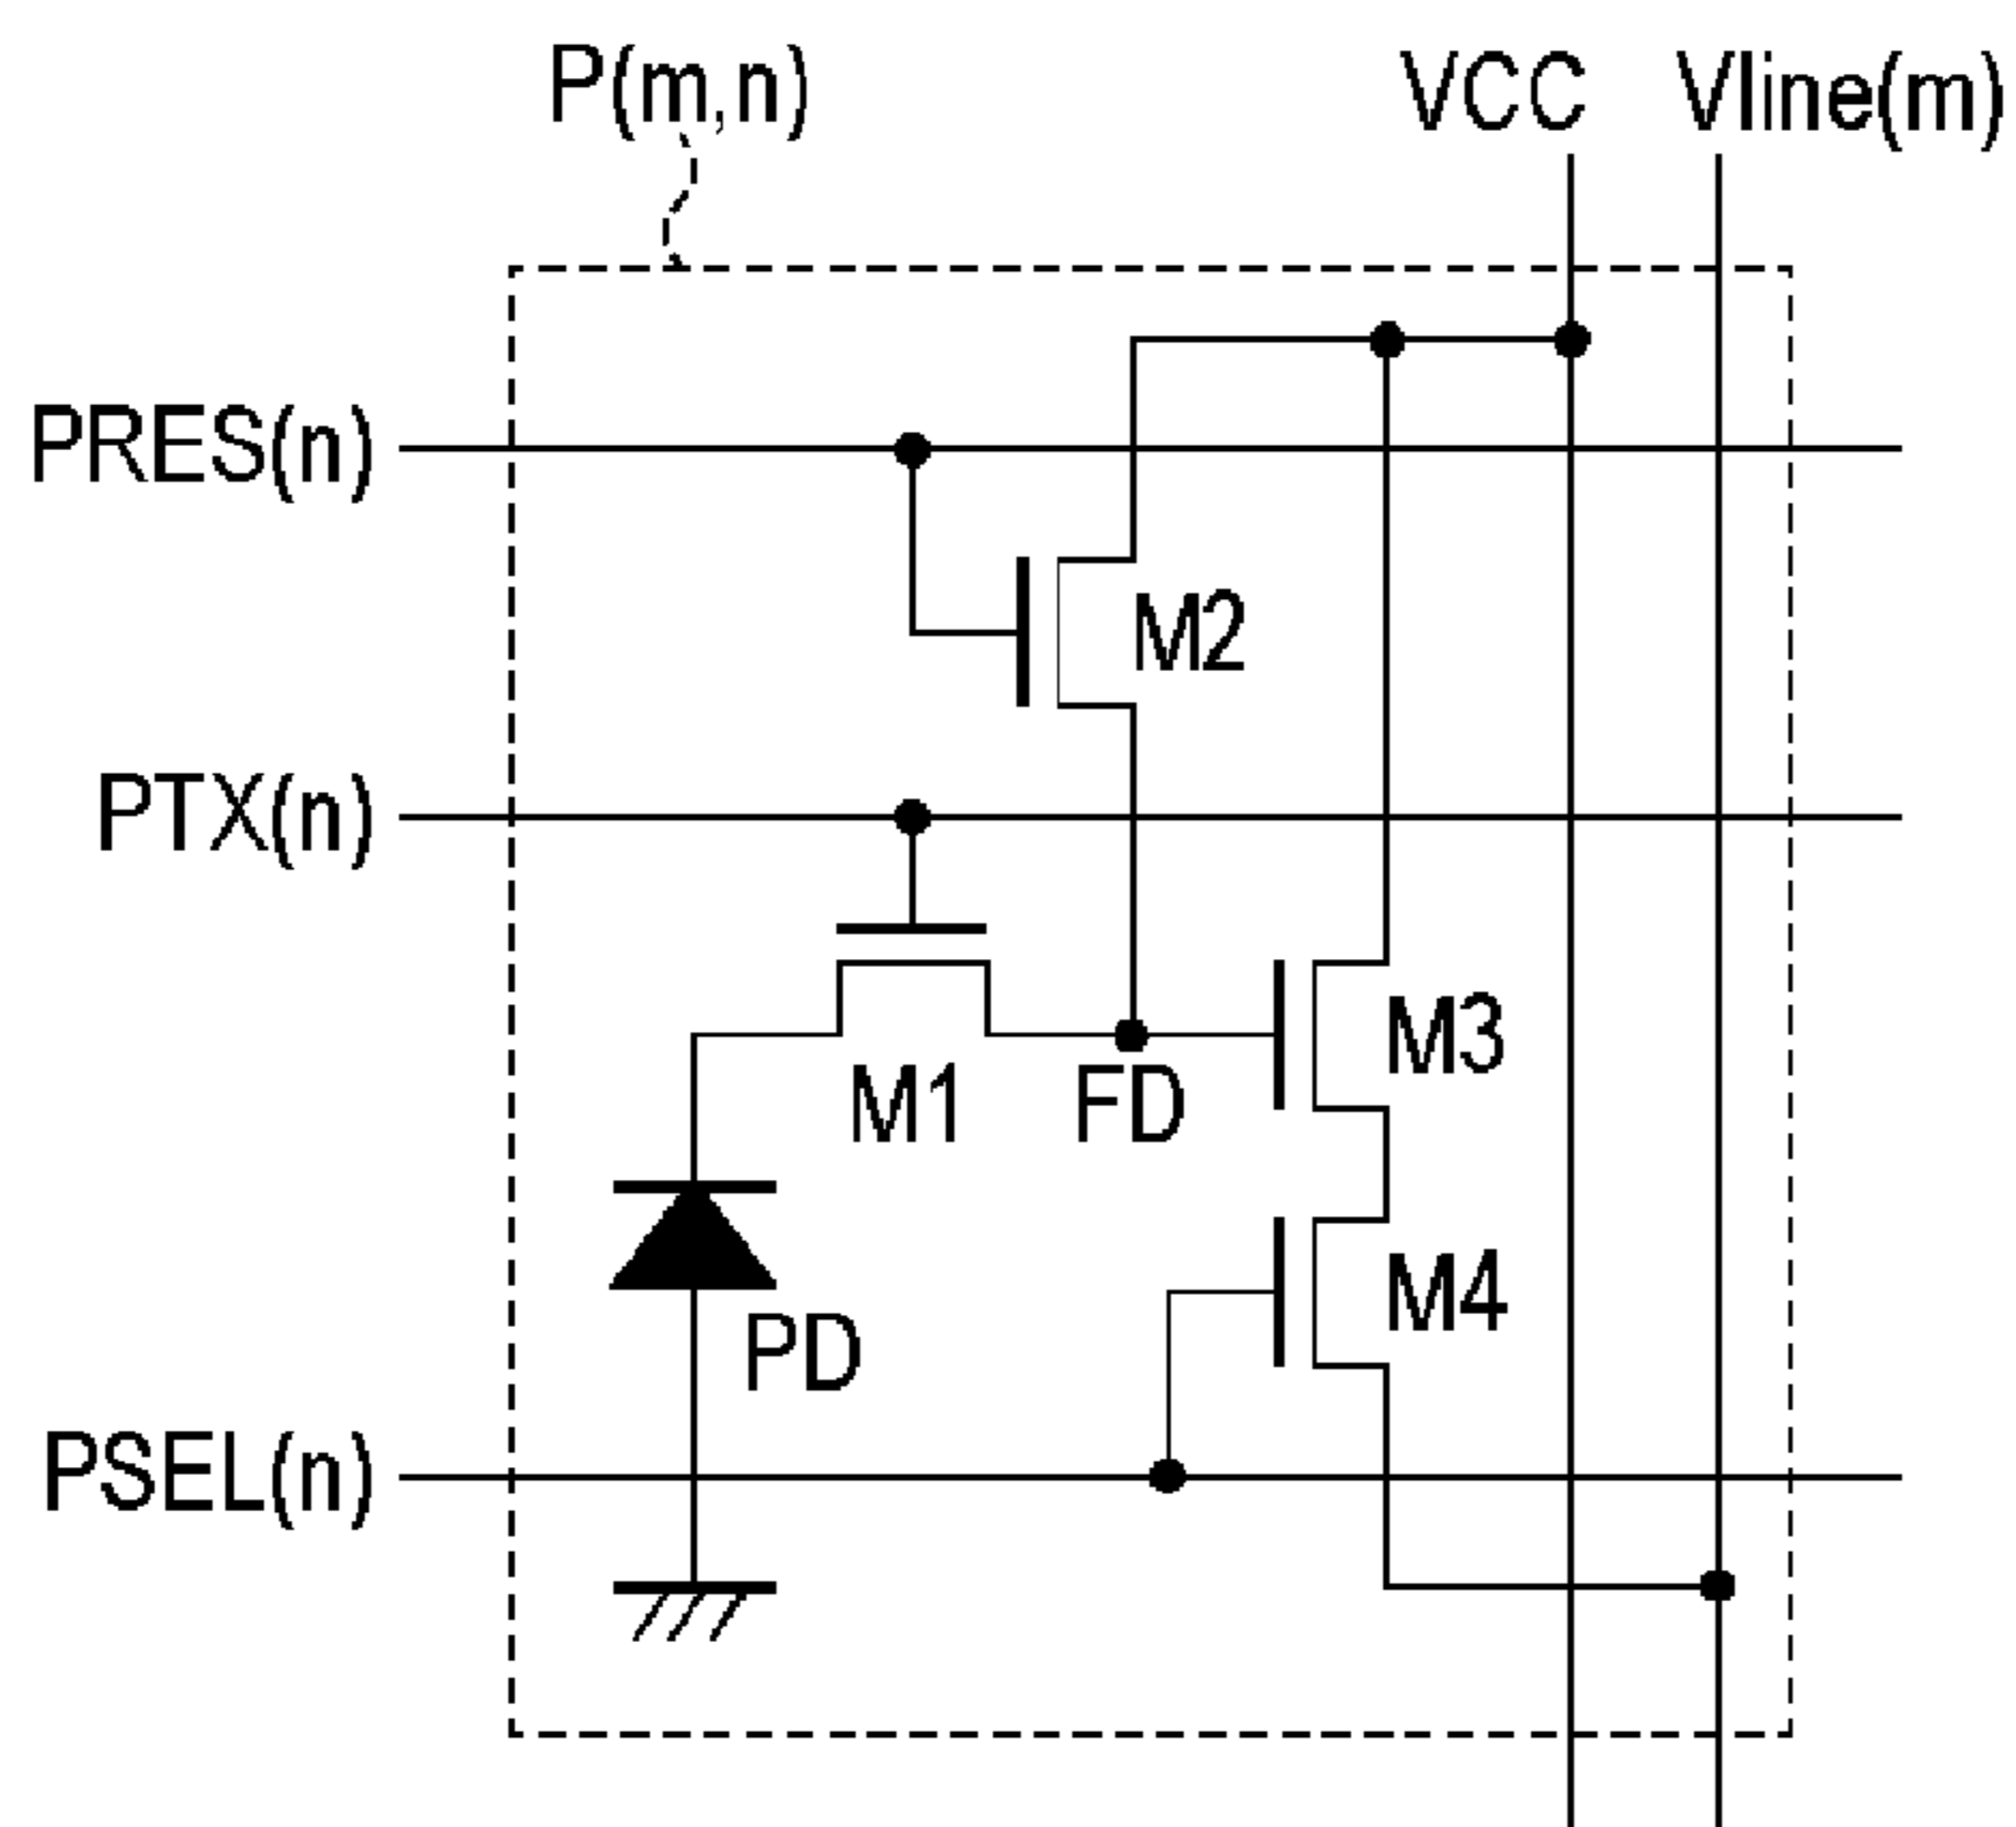 P(m,n)
VCC
Vline(m)
PRES(n)
M2
PTX(n)
M3
M1
FD
M4
PD
PSEL(n)